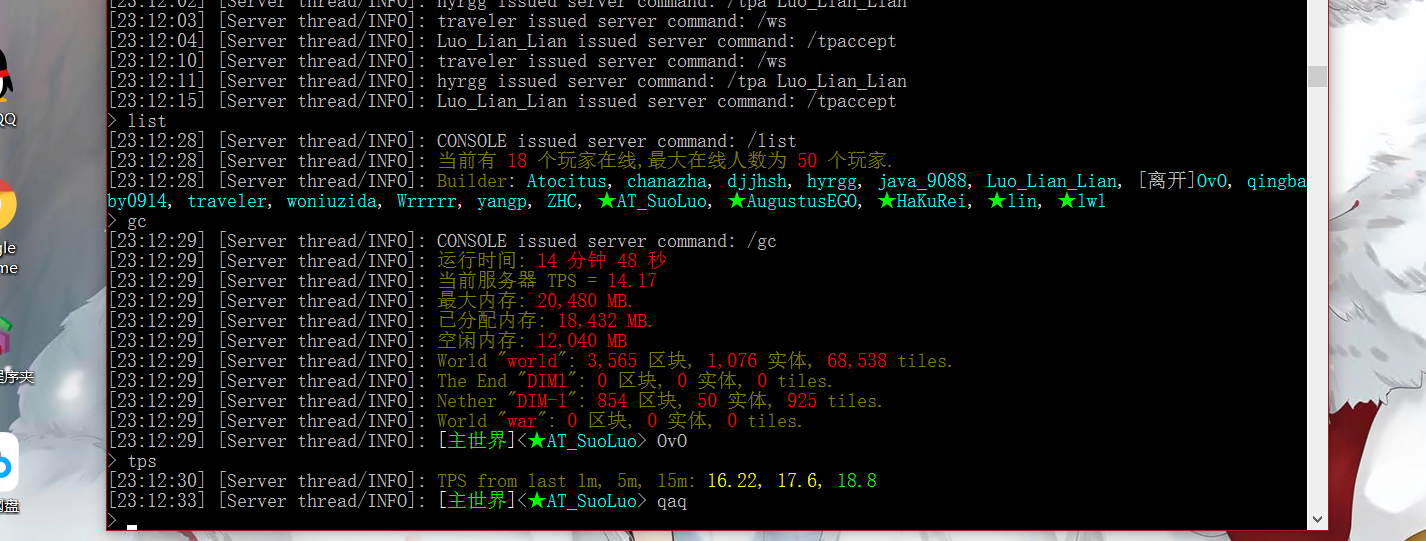 [23:12:02] [Server thread/INFO]: hyrgg issued server command: /tpa Luo_Lian_Lian
[23:12:03] [Server thread/INFO]: traveler issued server command: /ws
[23:12:04] [Server thread/INFO]: Luo_Lian_Lian issued server command: /tpaccept
[23:12:10] [Server thread/INFO]: traveler issued server command: /ws
[23:12:11] [Server thread/INFO]: hyrgg issued server command: /tpa Luo_Lian_Lian
[23:12:15] [Server thread/INFO]: Luo_Lian_Lian issued server command: /tpaccept
> list
[23:12:28] [Server thread/INFO]: CONSOLE issued server command: /list
[23:12:28] [Server thread/INFO]: 当前有 18 个玩家在线,最大在线人数为 50 个玩家.
[23:12:28] [Server thread/INFO]: Builder: Atocitus, chanazha, djjhsh, hyrgg, java_9088, Luo_Lian_Lian, [离开]OvO, qingba
by0914, traveler, woniuzida, Wrrrrr, yangp, ZHC, ★AT_SuoLuo, ★AugustusEGO, ★HaKuRei, ★lin, ★lwl
> gc
[23:12:29] [Server thread/INFO]: CONSOLE issued server command: /gc
[23:12:29] [Server thread/INFO]: 运行时间: 14 分钟 48 秒
[23:12:29] [Server thread/INFO]: 当前服务器 TPS = 14.17
[23:12:29] [Server thread/INFO]: 最大内存: 20,480 MB.
[23:12:29] [Server thread/INFO]: 已分配内存: 18,432 MB.
[23:12:29] [Server thread/INFO]: 空闲内存: 12,040 MB
[23:12:29] [Server thread/INFO]: World "world": 3,565 区块, 1,076 实体, 68,538 tiles.
[23:12:29] [Server thread/INFO]: The End "DIM1": 0 区块, 0 实体, 0 tiles.
[23:12:29] [Server thread/INFO]: Nether "DIM-1": 854 区块, 50 实体, 925 tiles.
[23:12:29] [Server thread/INFO]: World "war": 0 区块, 0 实体, 0 tiles.
[23:12:29] [Server thread/INFO]: [主世界]<★AT_SuoLuo> OvO
> tps
[23:12:30] [Server thread/INFO]: TPS from last 1m, 5m, 15m: 16.22, 17.6, 18.8
[23:12:33] [Server thread/INFO]: [主世界]<★AT_SuoLuo> qaq
>
QQ
gle
me
程序夹
网盘